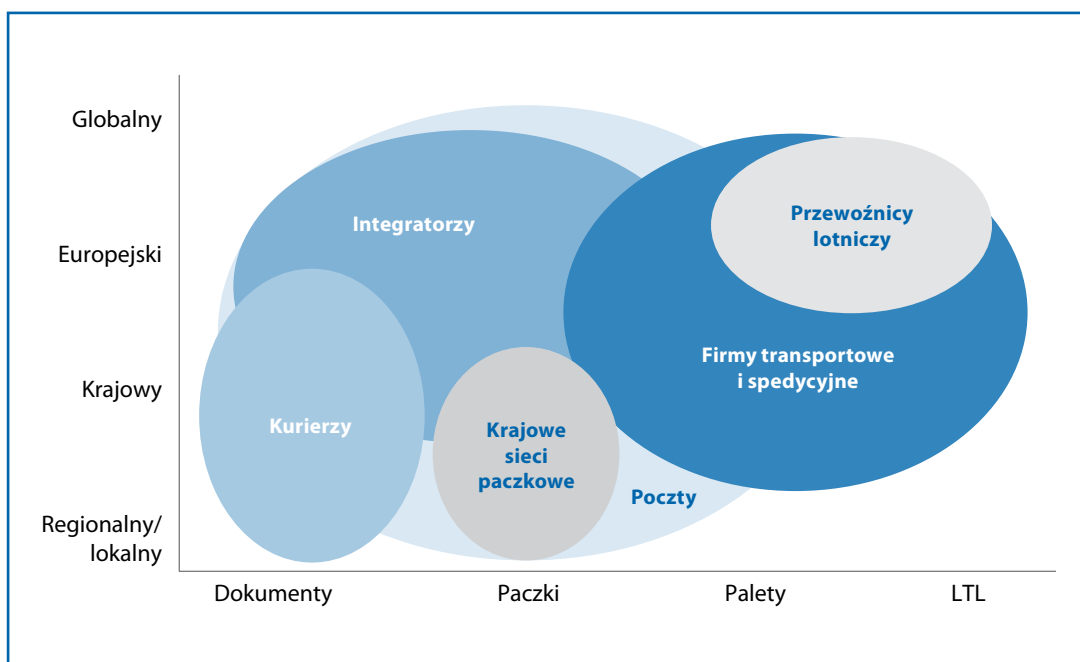 Globalny
Europejski
Krajowy
Regionalny/
lokalny
Integratorzy
Przewoźnicy
lotniczy
Firmy transportowe
i spedycyjne
Kurierzy
Krajowe
sieci
paczkowe
Poczty
Dokumenty
Paczki
Palety
LTL